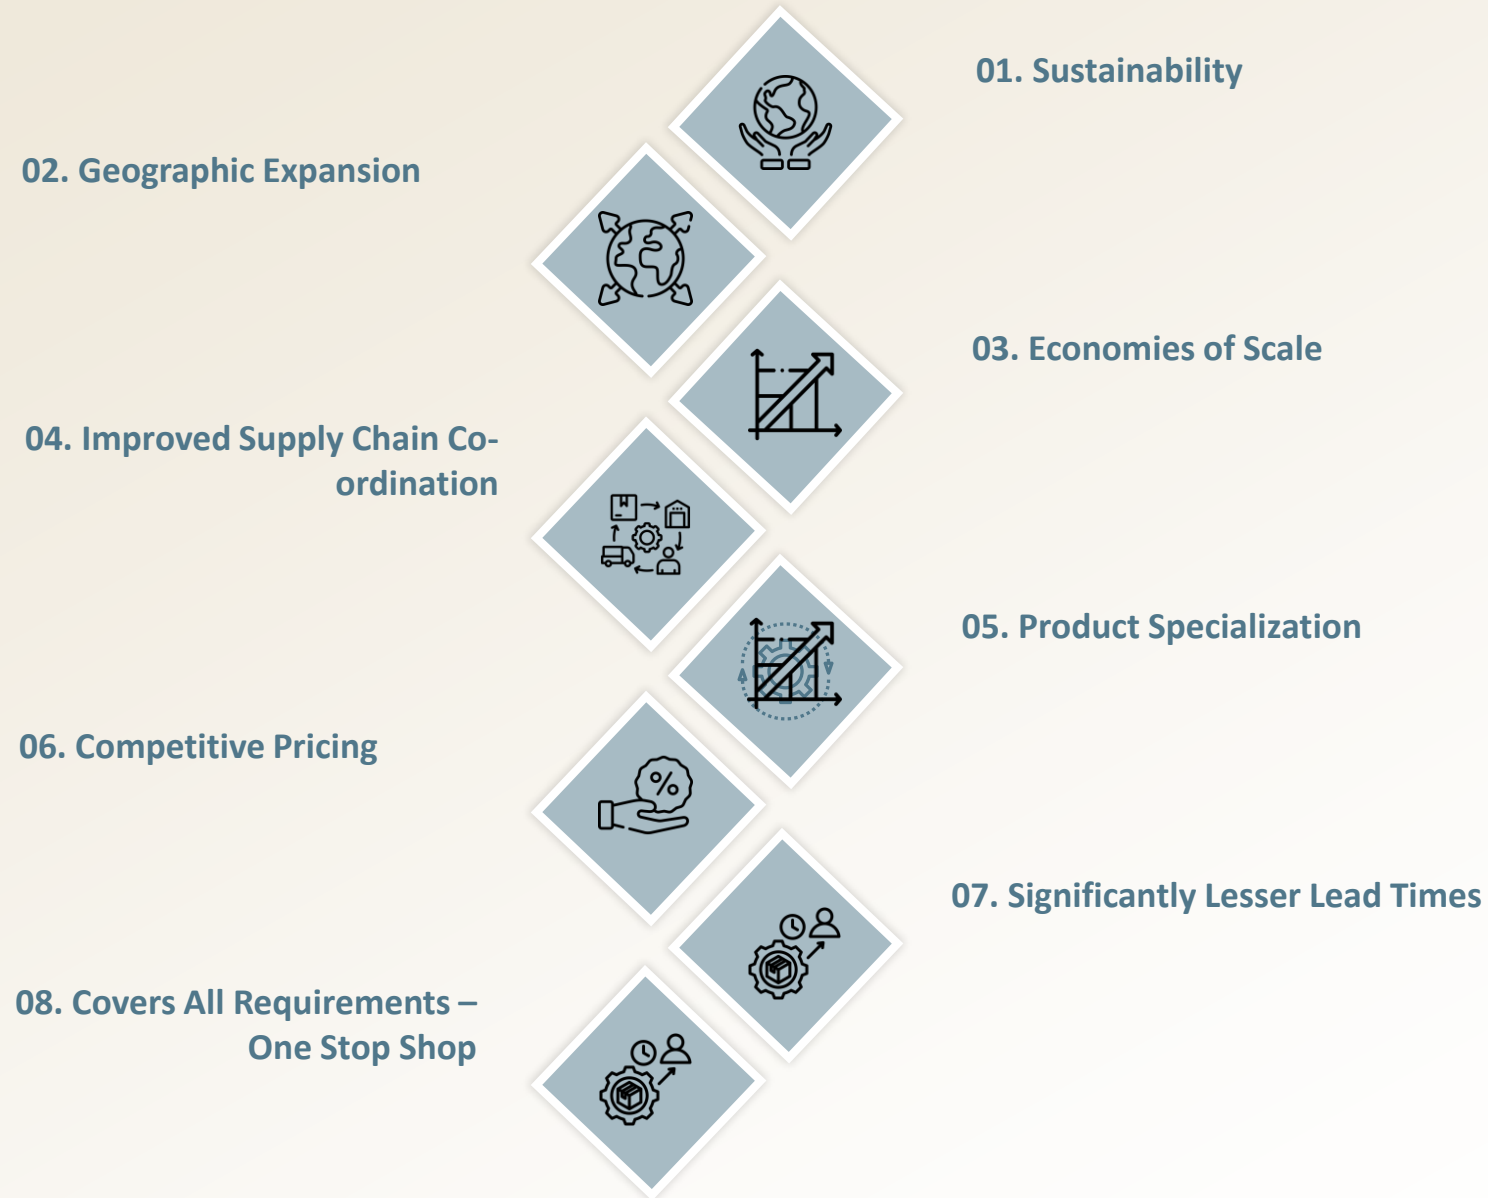 01. Sustainability
02. Geographic Expansion
03. Economies of Scale
04. Improved Supply Chain Co-
ordination
05. Product Specialization
06. Competitive Pricing
%
07. Significantly Lesser Lead Times
08. Covers All Requirements –
One Stop Shop